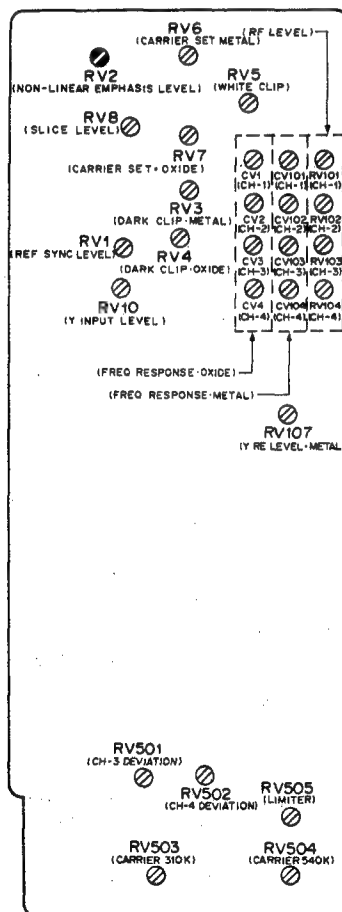 RV6
(CARRIER SET METAL)
(RF LEVEL)
RV2
(NON-LINEAR EMPHASIS LEVEL)
RV5
(WHITE CLIP)
RV8
(SLICE LEVEL)
RV7
(CARRIER SET·OXIDE)
CV1 CV101 RV101
(CH-1) (CH-1) (CH-1)
RV3
(DARK CLIP·METAL)
CV2 CV102 RV102
(CH-2) (CH-2) (CH-2)
RV1
(REF SYNC LEVEL)
RV4
(DARK CLIP·OXIDE)
CV3 CV103 RV103
(CH-3) (CH-3) (CH-3)
RV10
(Y INPUT LEVEL)
CV4 CV104 RV104
(CH-4) (CH-4) (CH-4)
(FREQ RESPONSE·OXIDE)
(FREQ RESPONSE·METAL)
RV107
(Y RE LEVEL·METAL
RV501
(CH-3 DEVIATION)
RV502
(CH-4 DEVIATION)
RV505
(LIMITER)
RV503
(CARRIER 310K)
RV504
(CARRIER 540K)